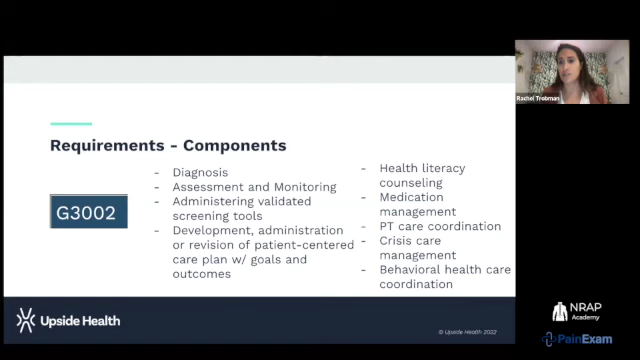 Rachel Trobman
Requirements - Components
G3002
- Diagnosis
- Assessment and Monitoring
- Administering validated
screening tools
- Development, administration
or revision of patient-centered
care plan w/ goals and
outcomes
- Health literacy
counseling
- Medication
management
- PT care coordination
- Crisis care
management
- Behavioral health care
coordination
Upside Health
© Upside Health 2022
NRAP
Academy
PainExam